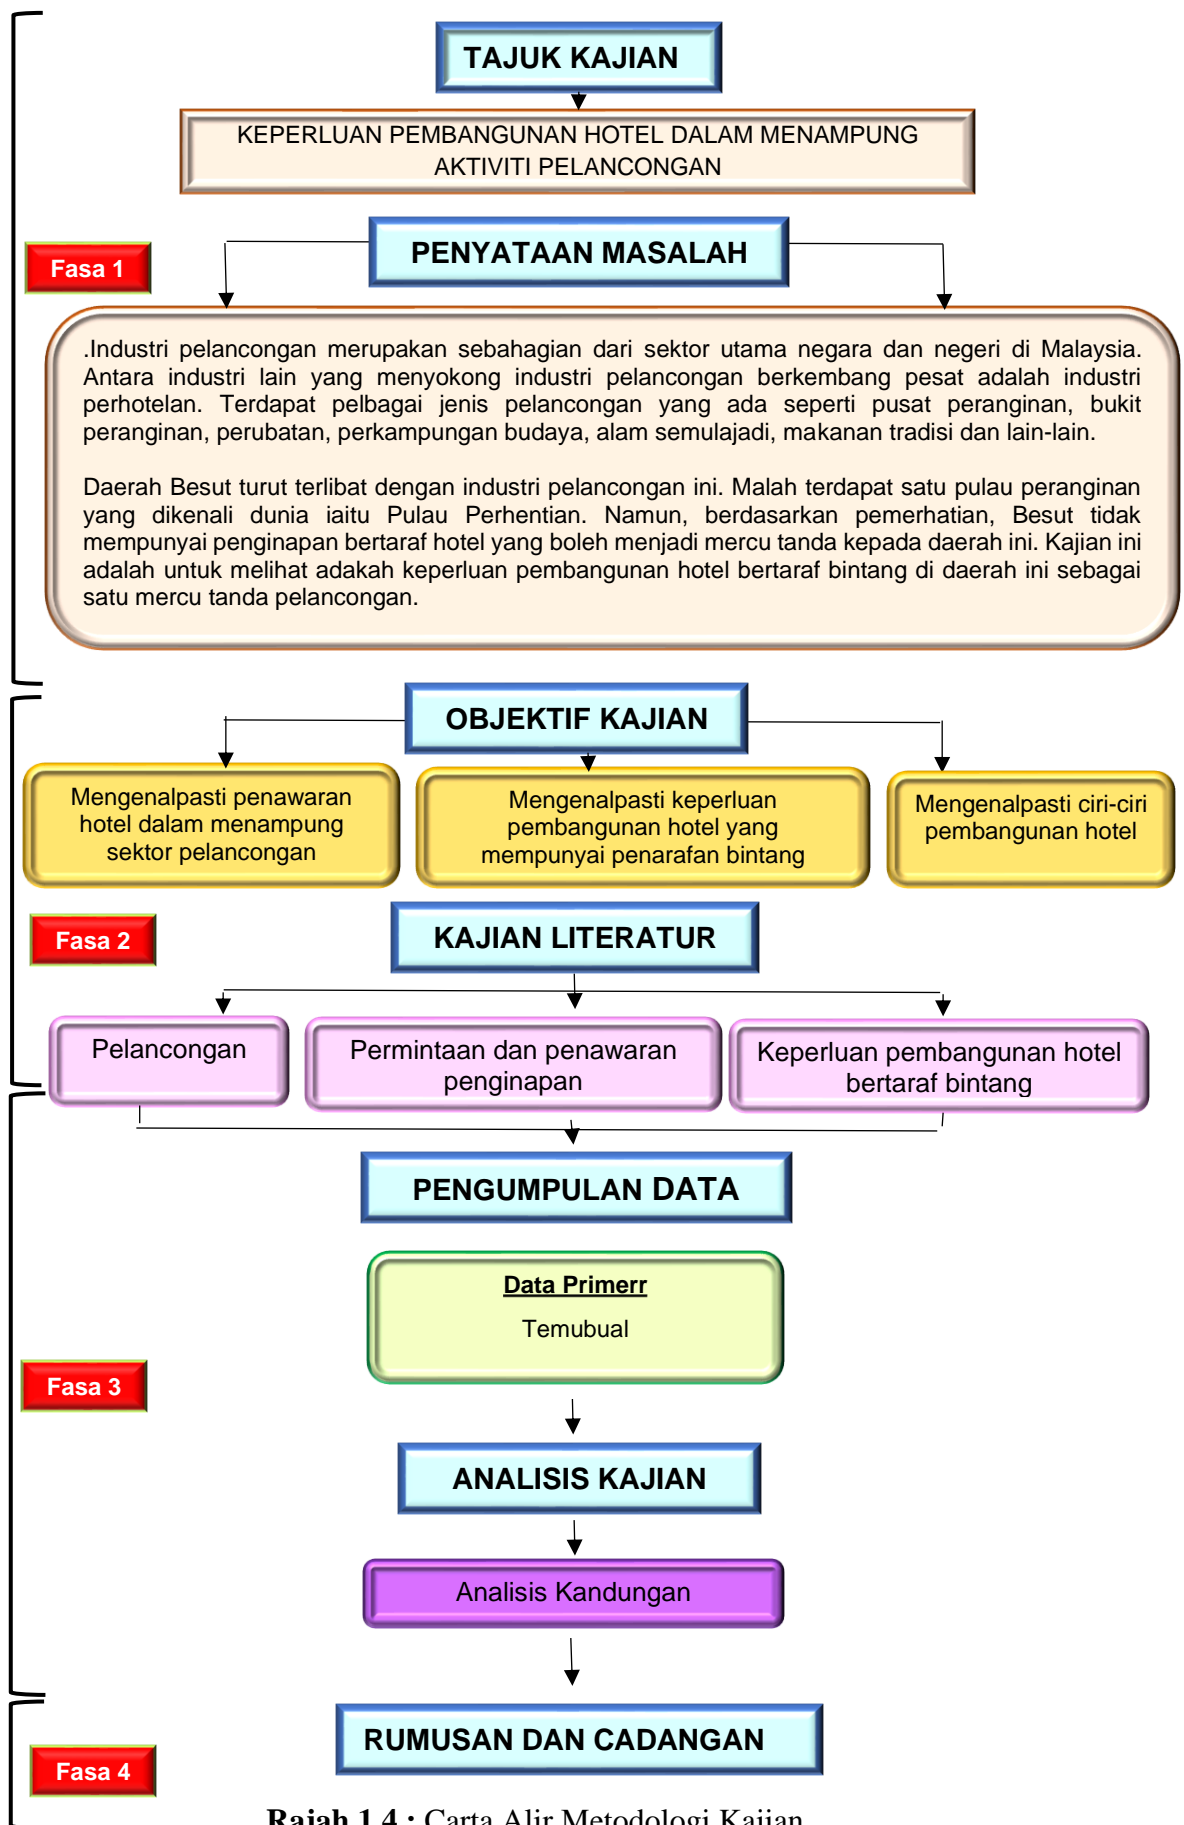 TAJUK KAJIAN
KEPERLUAN PEMBANGUNAN HOTEL DALAM MENAMPUNG
AKTIVITI PELANCONGAN
PENYATAAN MASALAH
Fasa 1
.Industri pelancongan merupakan sebahagian dari sektor utama negara dan negeri di Malaysia.
Antara industri lain yang menyokong industri pelancongan berkembang pesat adalah industri
perhotelan. Terdapat pelbagai jenis pelancongan yang ada seperti pusat peranginan, bukit
peranginan, perubatan, perkampungan budaya, alam semulajadi, makanan tradisi dan lain-lain.
Daerah Besut turut terlibat dengan industri pelancongan ini. Malah terdapat satu pulau peranginan
yang dikenali dunia iaitu Pulau Perhentian. Namun, berdasarkan pemerhatian, Besut tidak
mempunyai penginapan bertaraf hotel yang boleh menjadi mercu tanda kepada daerah ini. Kajian ini
adalah untuk melihat adakah keperluan pembangunan hotel bertaraf bintang di daerah ini sebagai
satu mercu tanda pelancongan.
OBJEKTIF KAJIAN
Mengenalpasti penawaran
hotel dalam menampung
sektor pelancongan
Mengenalpasti keperluan
pembangunan hotel yang
mempunyai penarafan bintang
Mengenalpasti ciri-ciri
pembangunan hotel
Fasa 2
KAJIAN LITERATUR
Pelancongan
Permintaan dan penawaran
penginapan
Keperluan pembangunan hotel
bertaraf bintang
PENGUMPULAN DATA
Data Primerr
Temubual
Fasa 3
ANALISIS KAJIAN
Analisis Kandungan
RUMUSAN DAN CADANGAN
Fasa 4
Rajah 1.4 : Carta Alir Metodologi Kajian